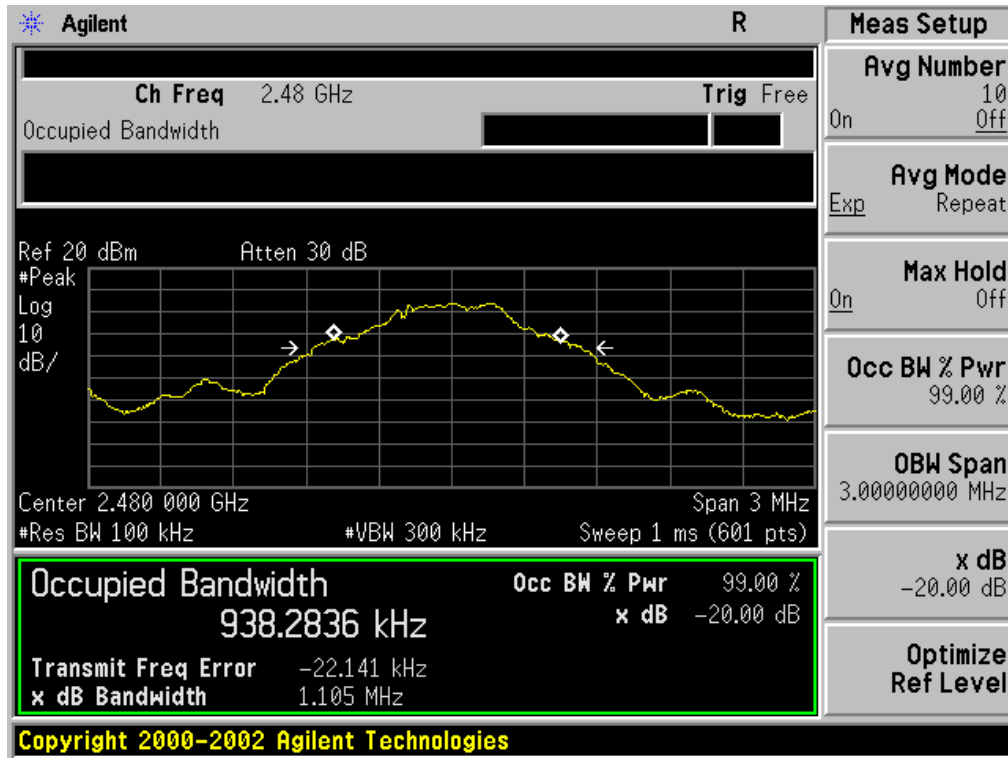 Agilent R
Ch Freq 2.48 GHz Trig Free
Occupied Bandwidth
Ref 20 dBm Atten 30 dB
#Peak
Log
10
dB/
Center 2.480 000 GHz Span 3 MHz
#Res BW 100 kHz #VBW 300 kHz Sweep 1 ms (601 pts)
Occupied Bandwidth
938.2836 kHz
Occ BW % Pwr 99.00 %
x dB -20.00 dB
Transmit Freq Error -22.141 kHz
x dB Bandwidth 1.105 MHz
Copyright 2000-2002 Agilent Technologies
Meas Setup
Avg Number
10
On Off
Avg Mode
Exp Repeat
Max Hold
On Off
Occ BW % Pwr
99.00 %
OBW Span
3.00000000 MHz
x dB
-20.00 dB
Optimize
Ref Level